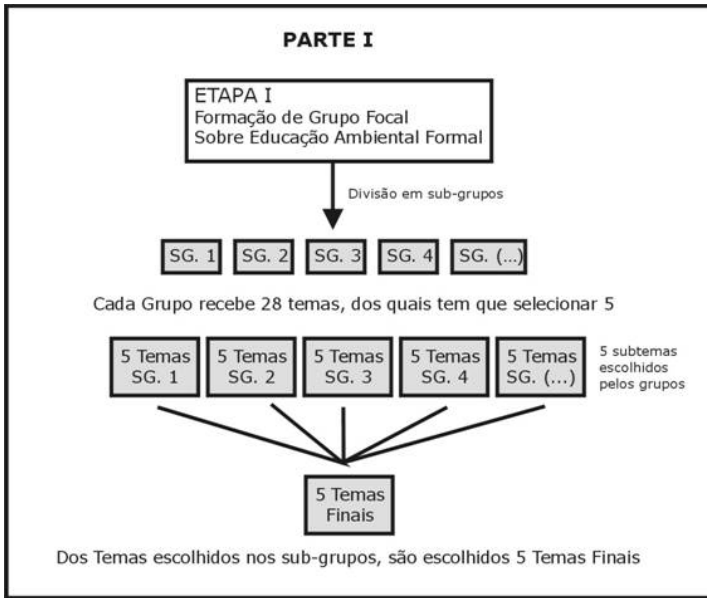 PARTE I
ETAPA I
Formação de Grupo Focal
Sobre Educação Ambiental Formal
Divisão em sub-grupos
SG. 1 SG. 2 SG. 3 SG. 4 SG. (...)
Cada Grupo recebe 28 temas, dos quais tem que selecionar 5
5 Temas 5 Temas 5 Temas 5 Temas 5 Temas
SG. 1 SG. 2 SG. 3 SG. 4 SG. (...)
5 subtemas
escolhidos
pelos grupos
5 Temas
Finais
Dos Temas escolhidos nos sub-grupos, são escolhidos 5 Temas Finais